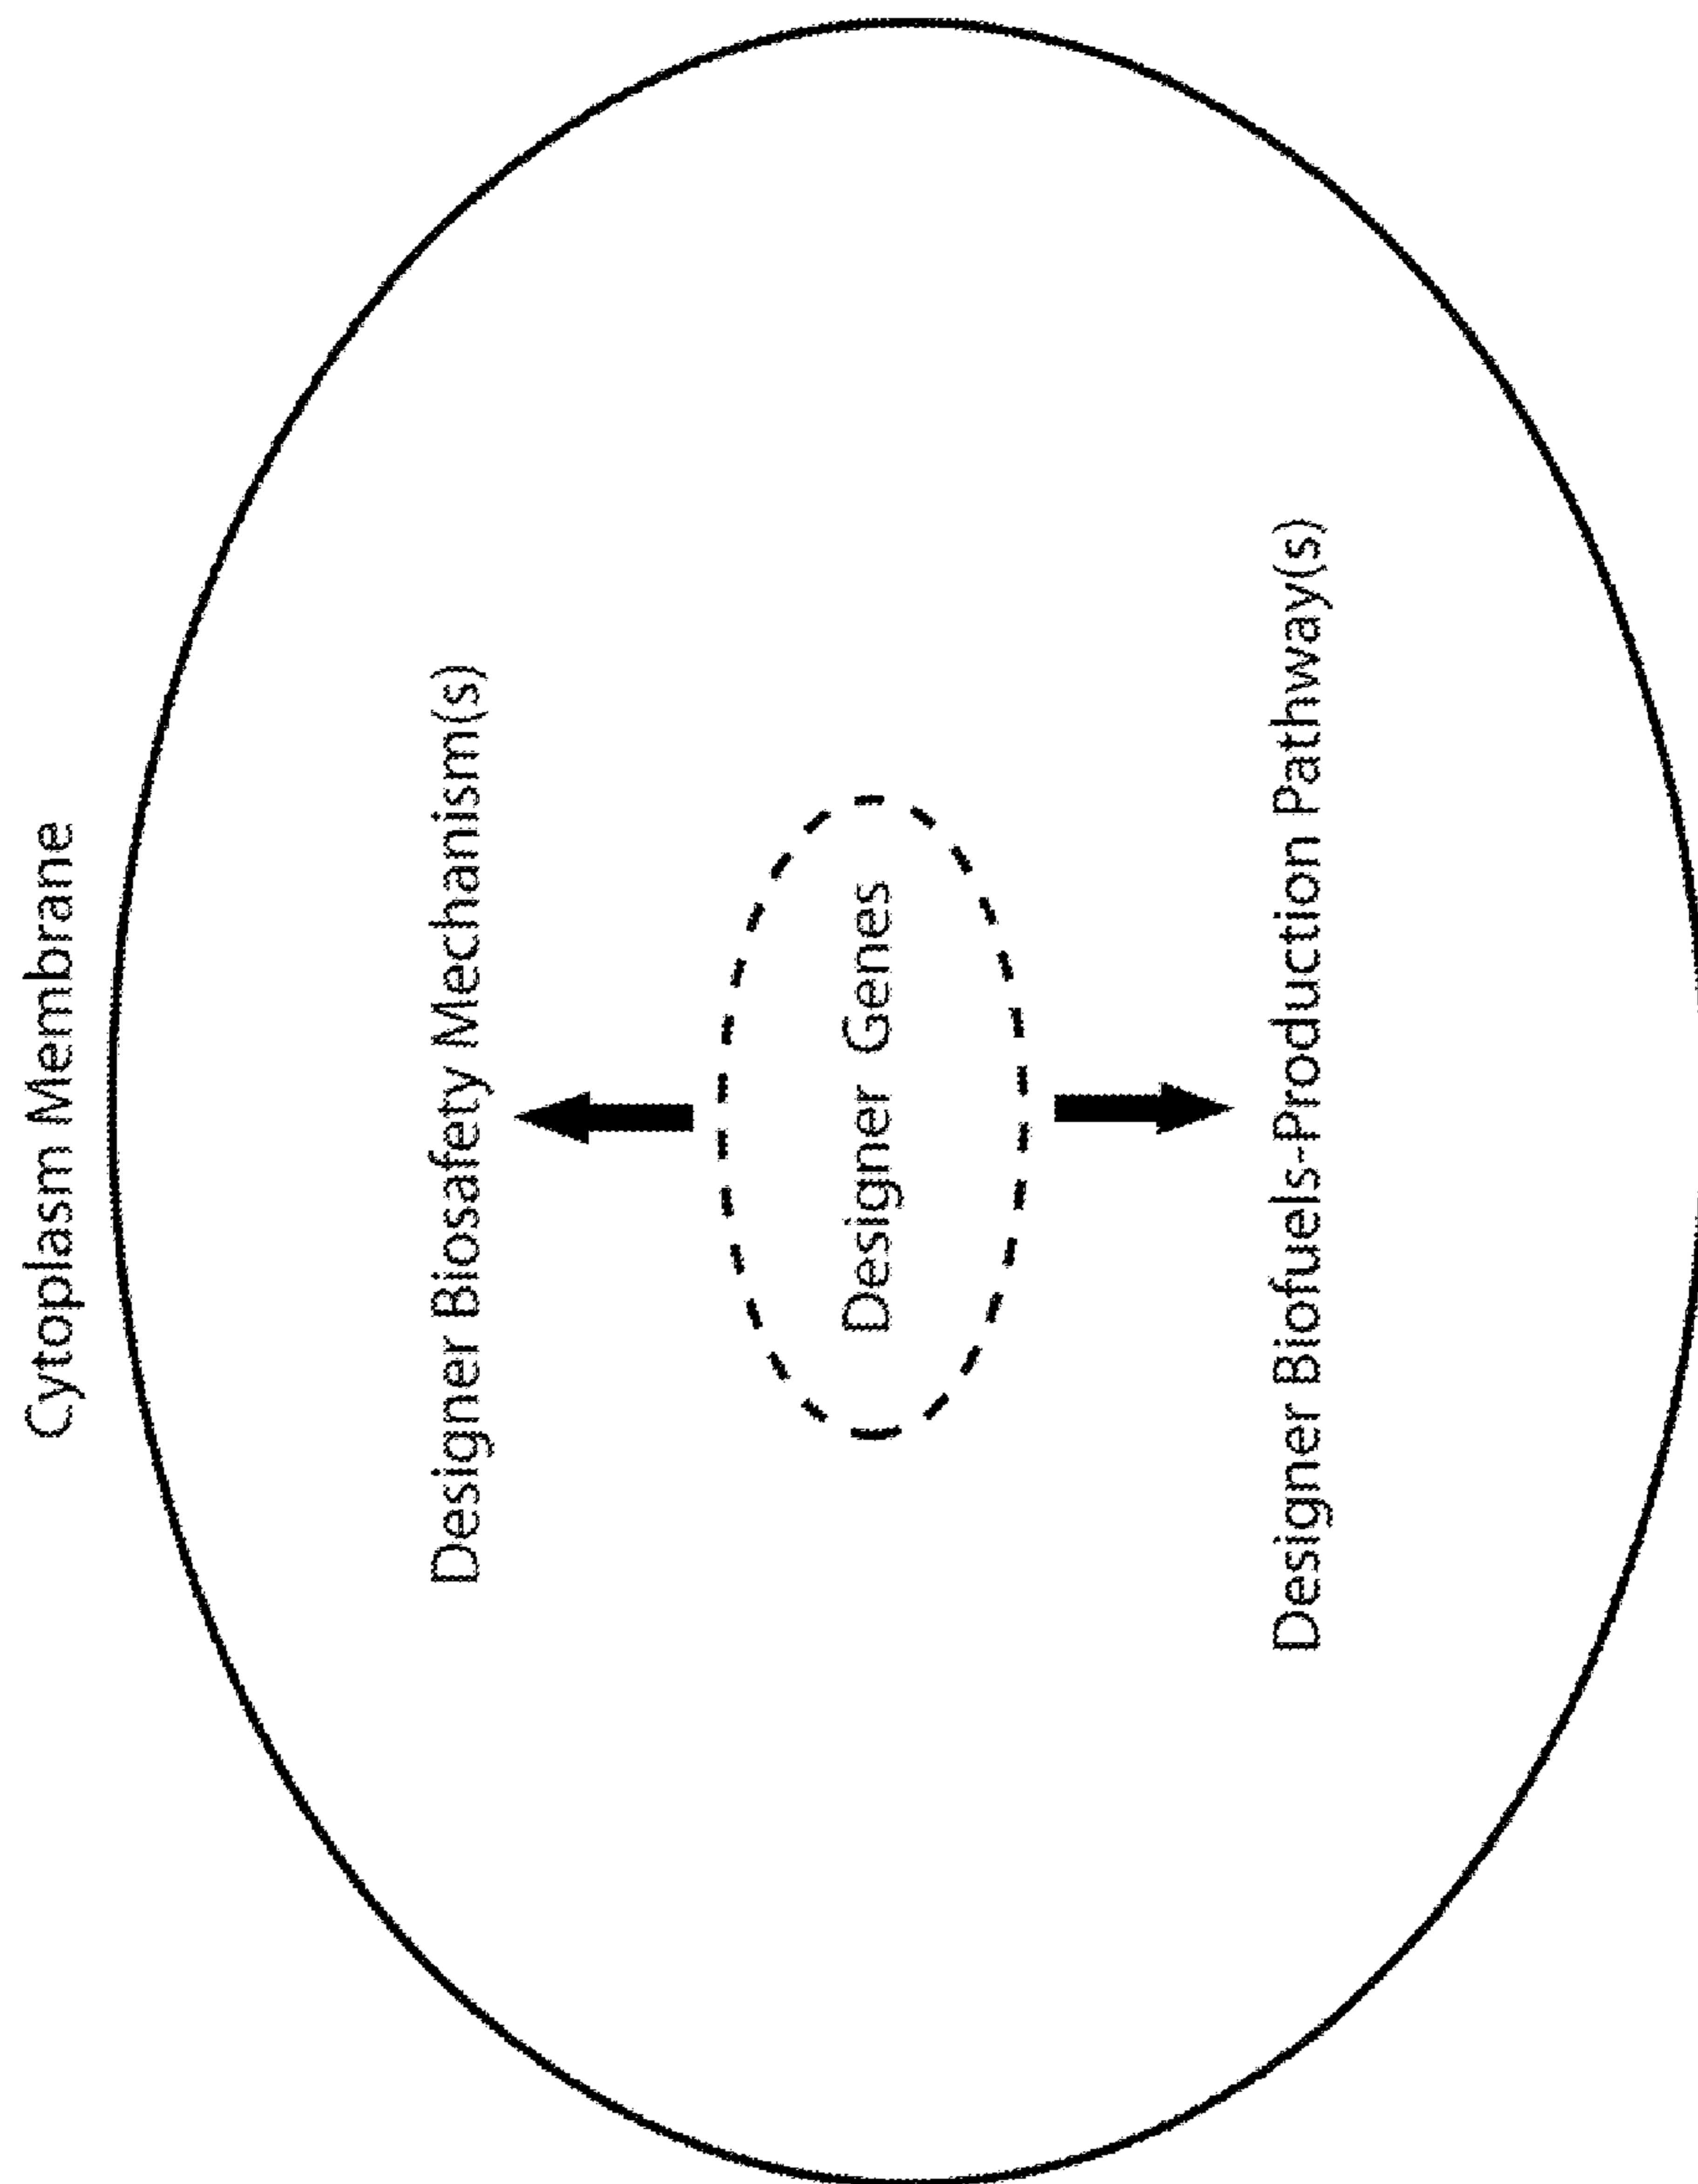 Cytoplasm Membrane
Designer Biosafety Mechanism(s)
Designer Genes
Designer Biofuels-Production Pathway(s)